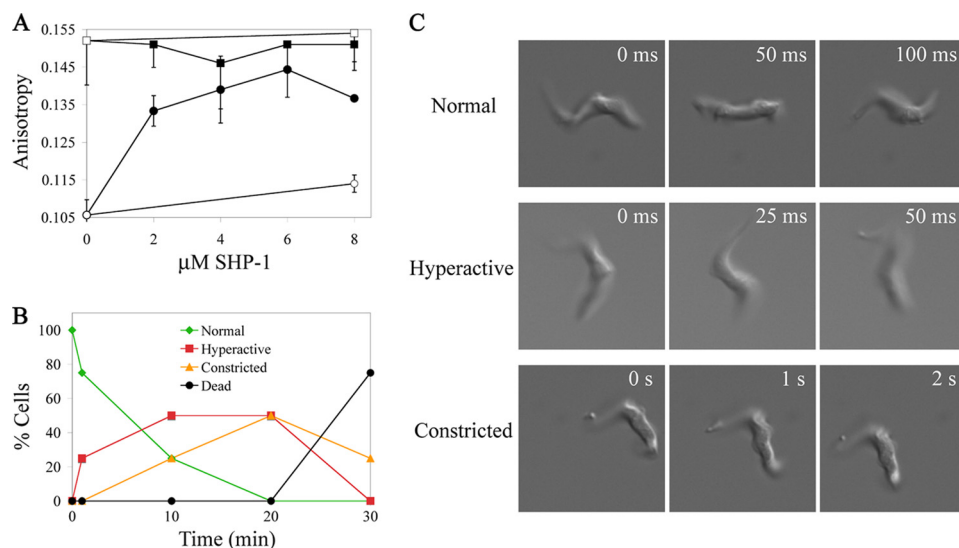 A
0.155
0.145
0.135
0.115
0.105
Anisotropy
0
2
4
6
8
µM SHP-1
B
100
80
60
40
20
0
% Cells
Normal
Hyperactive
Constricted
Dead
0
10
20
30
Time (min)
C
Normal
0 ms
50 ms
100 ms
Hyperactive
0 ms
25 ms
50 ms
Constricted
0 s
1 s
2 s